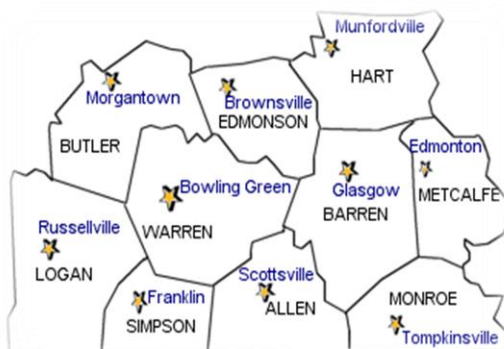 Munfordville
HART
Morgantown
Brownsville
EDMONSON
BUTLER
Edmonton
METCALFE
Bowling Green
Glasgow
BARREN
WARREN
Russellville
LOGAN
Scottsville
ALLEN
Franklin
SIMPSON
MONROE
Tompkinsville